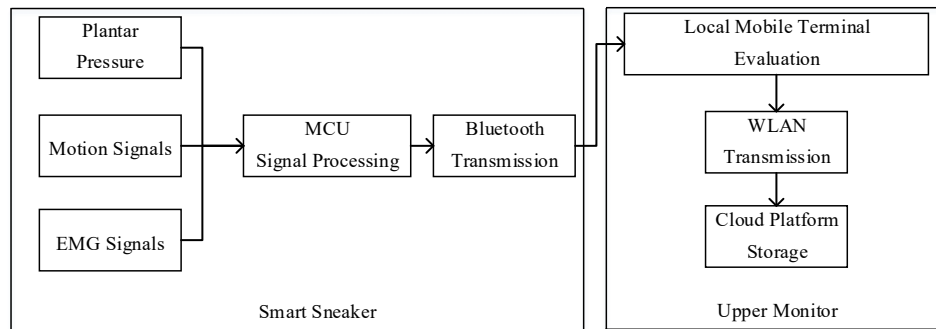 Plantar
Pressure
Motion Signals
EMG Signals
MCU
Signal Processing
Bluetooth
Transmission
Smart Sneaker
Local Mobile Terminal
Evaluation
WLAN
Transmission
Cloud Platform
Storage
Upper Monitor